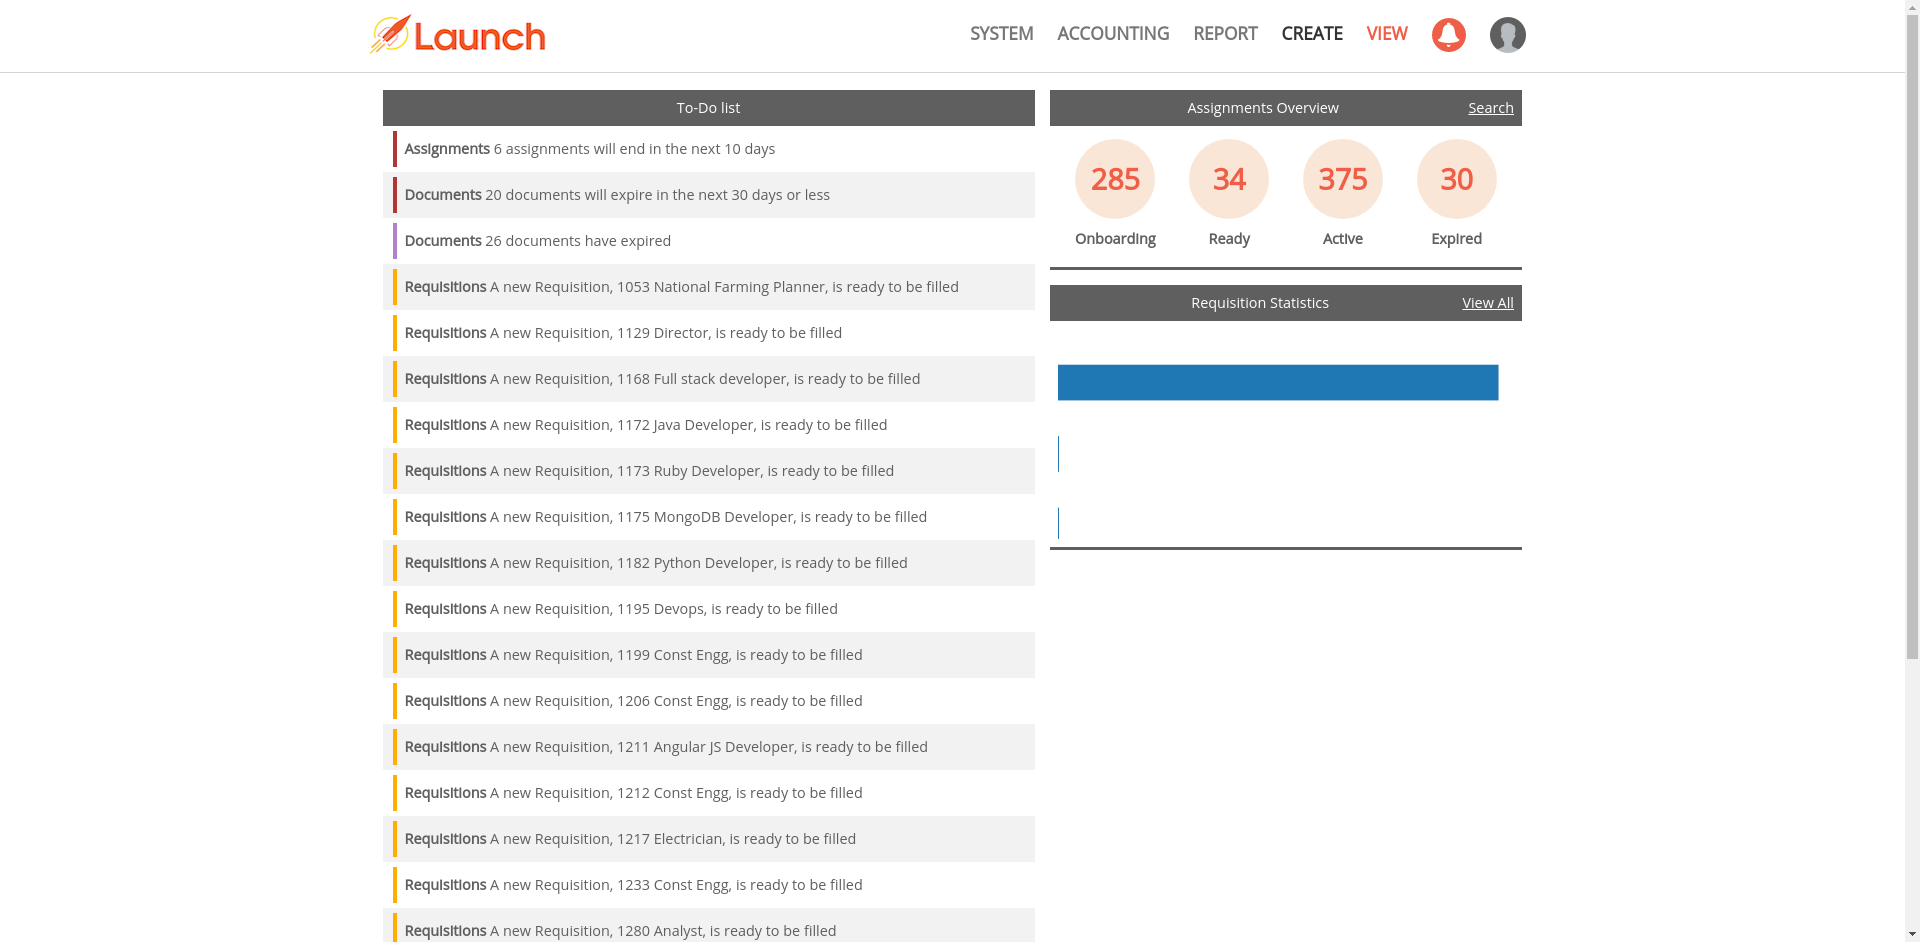 Launch
SYSTEM ACCOUNTING REPORT CREATE VIEW
To-Do list
Assignments 6 assignments will end in the next 10 days
Documents 20 documents will expire in the next 30 days or less
Documents 26 documents have expired
Requisitions A new Requisition, 1053 National Farming Planner, is ready to be filled
Requisitions A new Requisition, 1129 Director, is ready to be filled
Requisitions A new Requisition, 1168 Full stack developer, is ready to be filled
Requisitions A new Requisition, 1172 Java Developer, is ready to be filled
Requisitions A new Requisition, 1173 Ruby Developer, is ready to be filled
Requisitions A new Requisition, 1175 MongoDB Developer, is ready to be filled
Requisitions A new Requisition, 1182 Python Developer, is ready to be filled
Requisitions A new Requisition, 1195 Devops, is ready to be filled
Requisitions A new Requisition, 1199 Const Engg, is ready to be filled
Requisitions A new Requisition, 1206 Const Engg, is ready to be filled
Requisitions A new Requisition, 1211 Angular JS Developer, is ready to be filled
Requisitions A new Requisition, 1212 Const Engg, is ready to be filled
Requisitions A new Requisition, 1217 Electrician, is ready to be filled
Requisitions A new Requisition, 1233 Const Engg, is ready to be filled
Requisitions A new Requisition, 1280 Analyst, is ready to be filled
Assignments Overview Search
285 34 375 30
Onboarding Ready Active Expired
Requisition Statistics View All